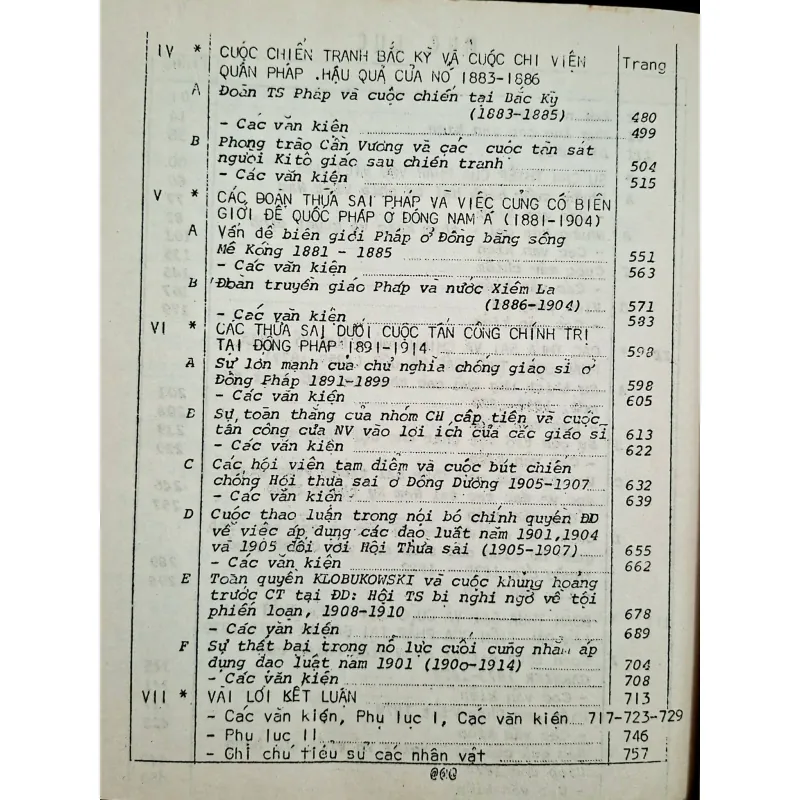 IV * CUỘC CHIẾN TRANH BẮC KỲ VÀ CUỘC CHI VIỆN Trang
QUÂN PHÁP .HẬU QUẢ CỦA NÓ 1883-1886
A Đoàn TS Pháp và cuộc chiến tại Bắc Kỳ
(1883-1885) 480
- Các văn kiện 499
B Phong trào Cần Vương và các cuộc tàn sát
người Kitô giáo sau chiến tranh 504
- Các văn kiện 515
V * CÁC ĐOÀN THỪA SAI PHÁP VÀ VIỆC CỦNG CỐ BIÊN
GIỚI ĐẾ QUỐC PHÁP Ở ĐÔNG NAM Á (1881-1904)
A Vấn đề biên giới Pháp ở Đồng bằng sông
Mê Kông 1881 - 1885 551
- Các văn kiện 563
B Đoàn truyền giáo Pháp và nước Xiêm La
(1886-1904) 571
- Các văn kiện 583
VI * CÁC THỪA SAI DƯỚI CUỘC TẤN CÔNG CHÍNH TRỊ
TẠI ĐÔNG PHÁP 1891-1914 598
A Sự lớn mạnh của chủ nghĩa chống giáo sĩ ở
Đông Pháp 1891-1899 598
- Các văn kiện 605
B Sự toàn thắng của nhóm CH cấp tiến và cuộc
tấn công của NV vào lợi ích của các giáo sĩ 613
- Các văn kiện 622
C Các hội viên tam điểm và cuộc bút chiến
chống Hội thừa sai ở Đông Dương 1905-1907 632
- Các văn kiện 639
D Cuộc thảo luận trong nội bộ chính quyền ĐD
về việc áp dụng các đạo luật năm 1901,1904
và 1905 đối với Hội Thừa sai (1905-1907) 655
- Các văn kiện 662
E Toàn quyền KLOBUKOWSKI và cuộc khủng hoảng
trước CT tại ĐD: Hội TS bị nghi ngờ về tội
phiến loạn, 1908-1910 678
- Các văn kiện 689
F Sự thất bại trong nỗ lực cuối cùng nhằm áp
dụng đạo luật năm 1901 (1900-1914) 704
- Các văn kiện 708
VII * VÀI LỜI KẾT LUẬN 713
- Các văn kiện, Phụ lục I, Các văn kiện 717-723-729
- Phụ lục II 746
- Ghi chú tiểu sử các nhân vật 757